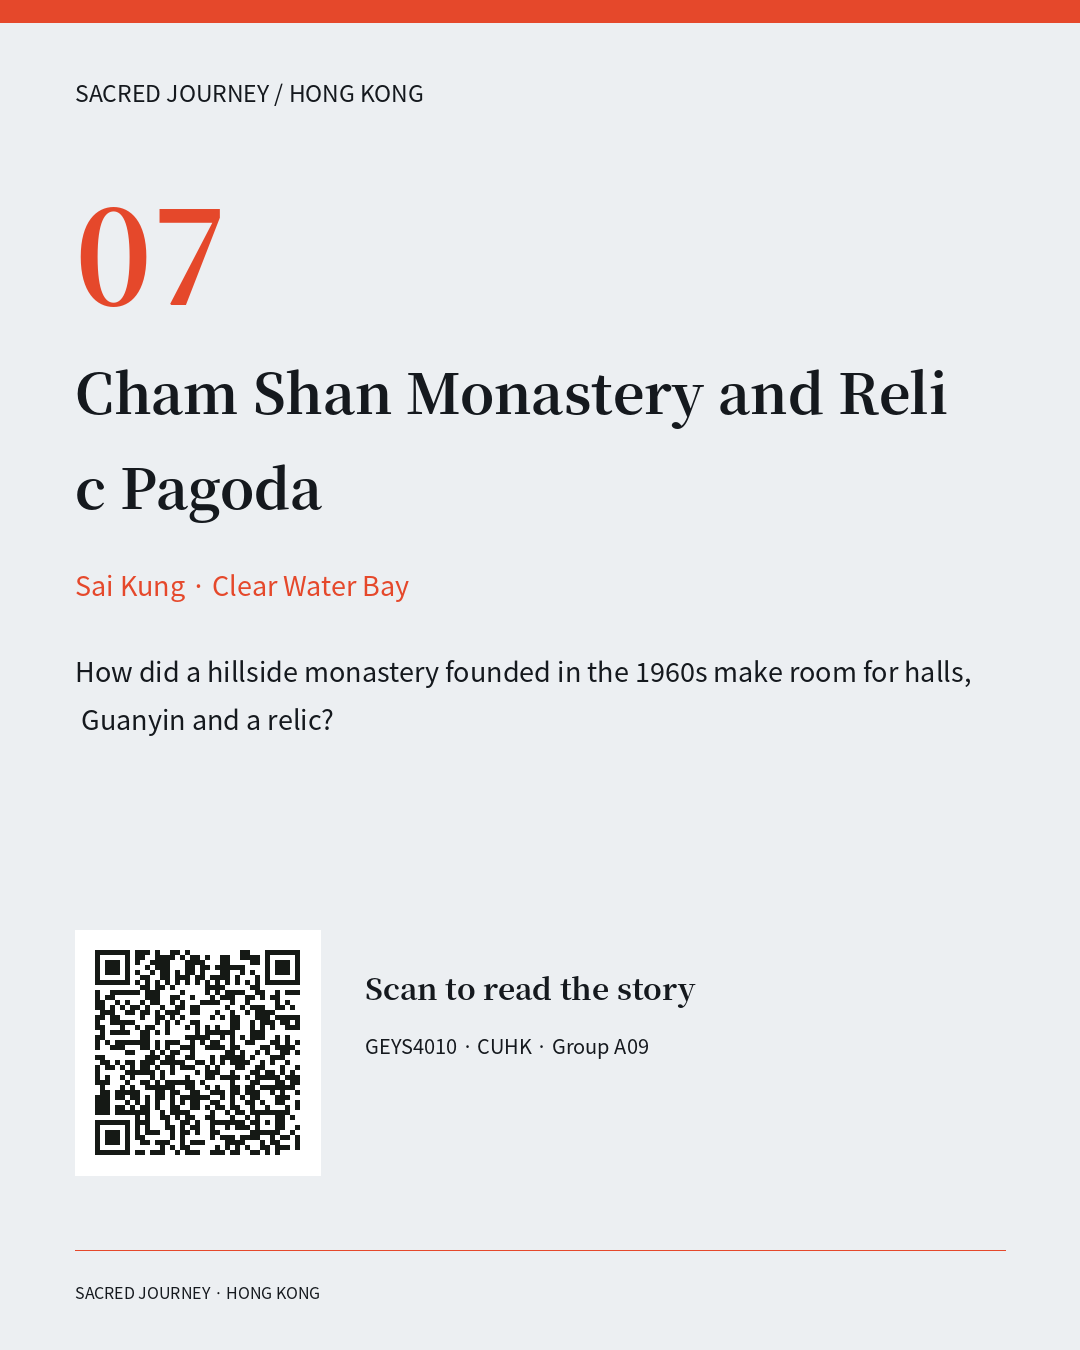 SACRED JOURNEY / HONG KONG
07
Cham Shan Monastery and Reli
c Pagoda
Sai Kung · Clear Water Bay
How did a hillside monastery founded in the 1960s make room for halls,
Guanyin and a relic?
Scan to read the story
GEYS4010 · CUHK · Group A09
SACRED JOURNEY · HONG KONG